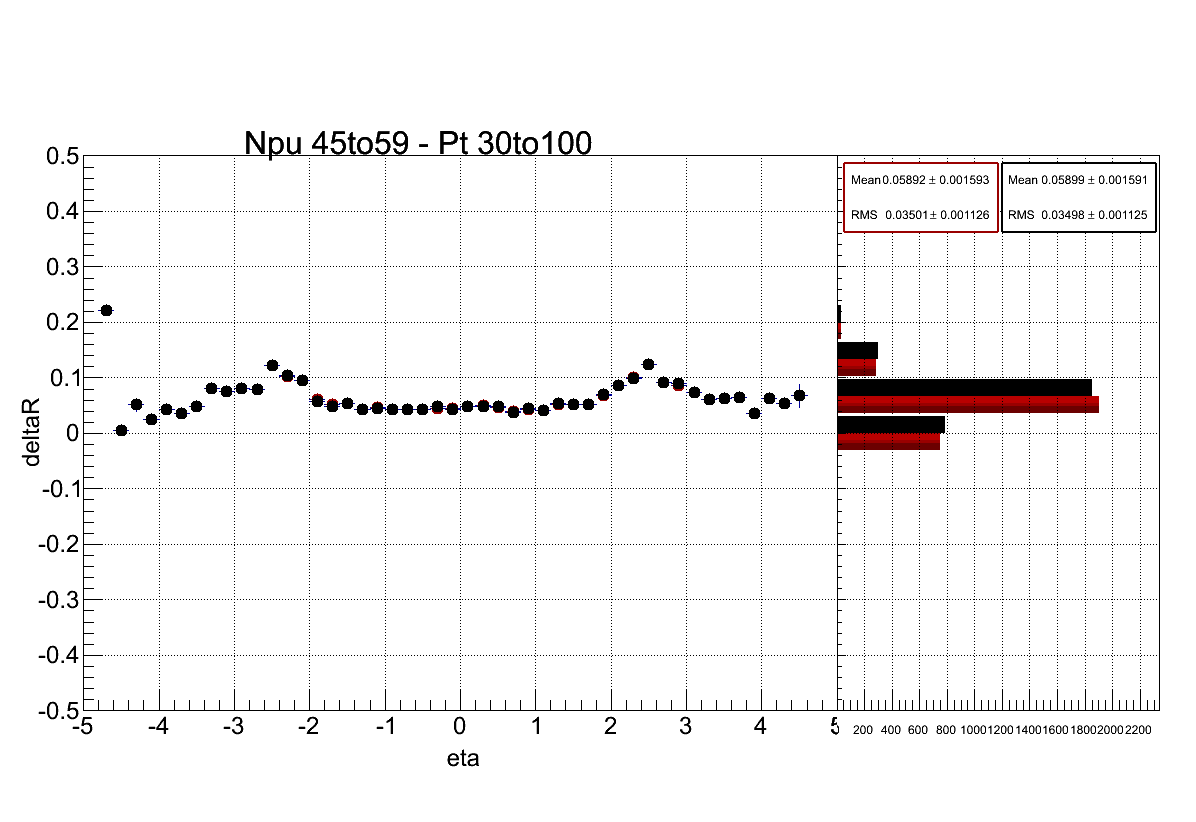 Npu 45to59 - Pt 30to100
0.5
0.4
0.3
0.2
0.1
0
-0.1
-0.2
-0.3
-0.4
-0.5
deltaR
-5 -4 -3 -2 -1 0 1 2 3 4 5
eta
Mean 0.05892 ± 0.001593
RMS 0.03501 ± 0.001126
Mean 0.05899 ± 0.001591
RMS 0.03498 ± 0.001125
200 400 600 800 1000 1200 1400 1600 1800 2000 2200